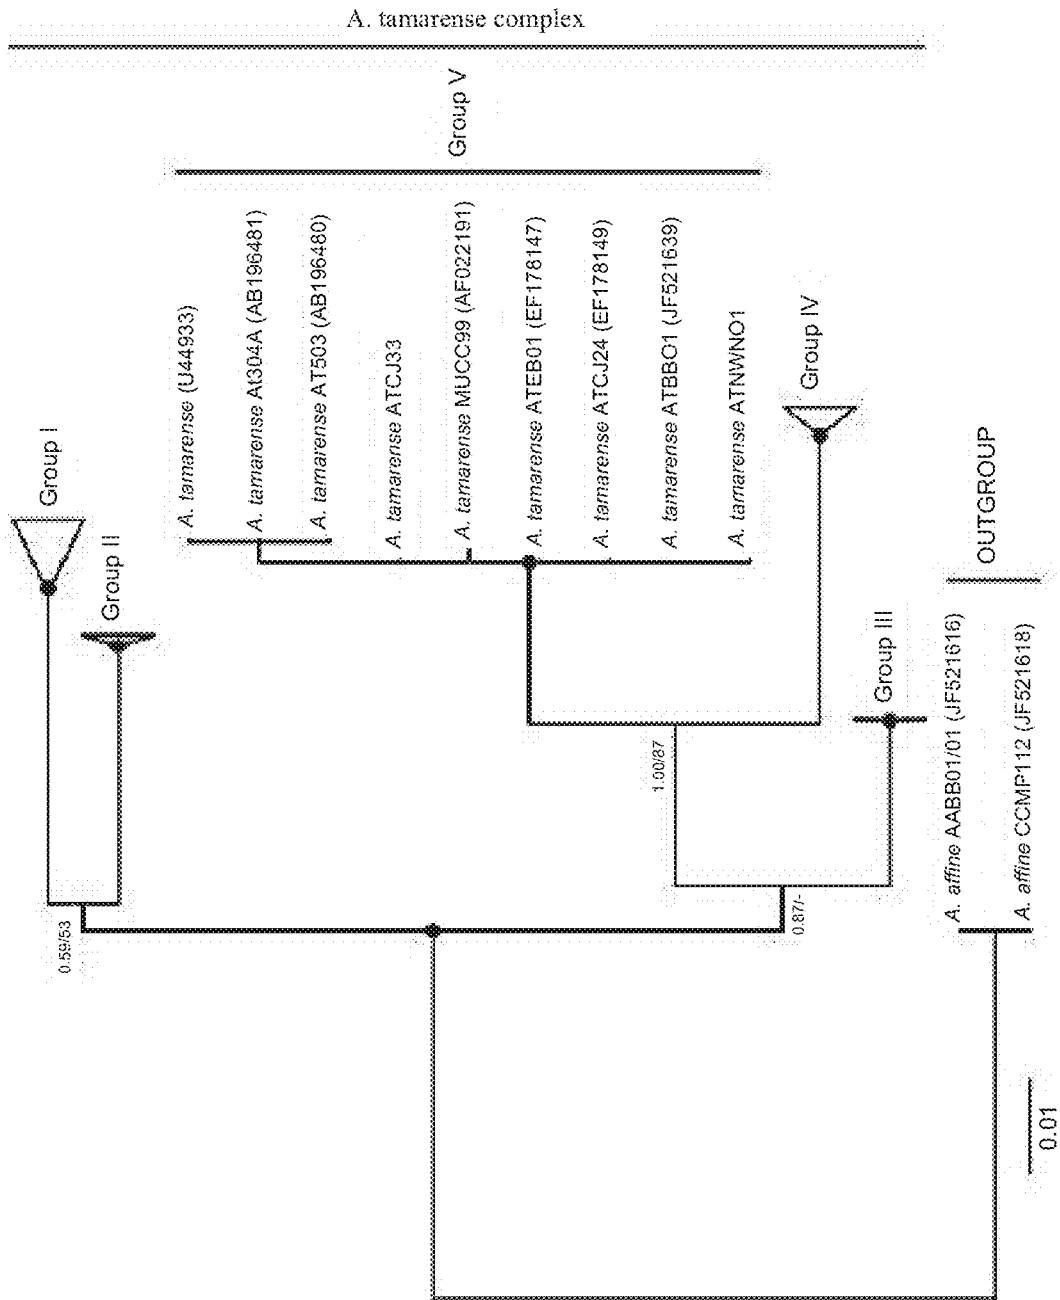 A. tamarense complex
Group I
Group II
Group V
A. tamarense (U44933)
A. tamarense At304A (AB196481)
A. tamarense AT503 (AB196480)
A. tamarense ATCJ33
A. tamarense MUCC99 (AF022191)
A. tamarense ATEB01 (EF178147)
A. tamarense ATCJ24 (EF178149)
A. tamarense ATBBO1 (JF521639)
A. tamarense ATNWNO1
Group IV
Group III
OUTGROUP
A. affine AABB01/01 (JF521616)
A. affine CCMP112 (JF521618)
0.59/53
1.00/87
0.87/-
0.01